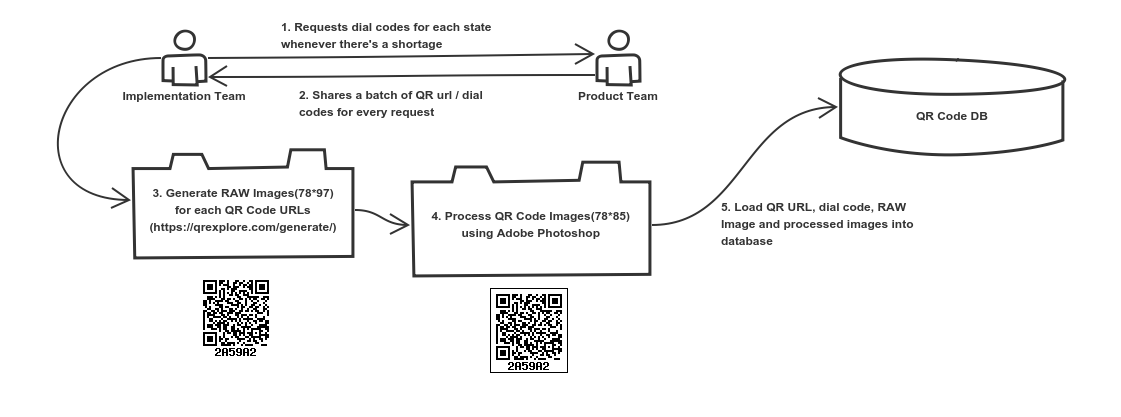 1. Requests dial codes for each state
whenever there's a shortage
Implementation Team
2. Shares a batch of QR url / dial
codes for every request
Product Team
QR Code DB
3. Generate RAW Images(78*97)
for each QR Code URLs
(https://qrexplore.com/generate/)
4. Process QR Code Images(78*85)
using Adobe Photoshop
5. Load QR URL, dial code, RAW
Image and processed images into
database
2A59A2
2A59A2